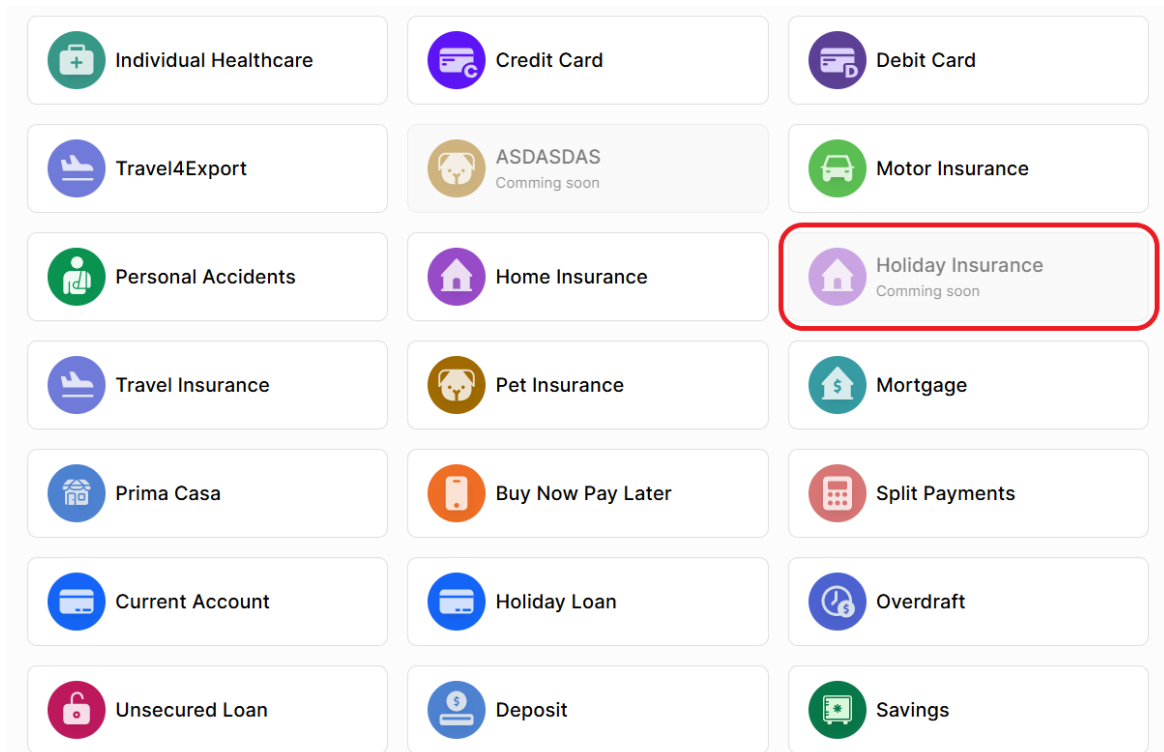 Individual Healthcare
Credit Card
Debit Card
Travel4Export
ASDASDAS
Comming soon
Motor Insurance
Personal Accidents
Home Insurance
Holiday Insurance
Comming soon
Travel Insurance
Pet Insurance
Mortgage
Prima Casa
Buy Now Pay Later
Split Payments
Current Account
Holiday Loan
Overdraft
Unsecured Loan
Deposit
Savings